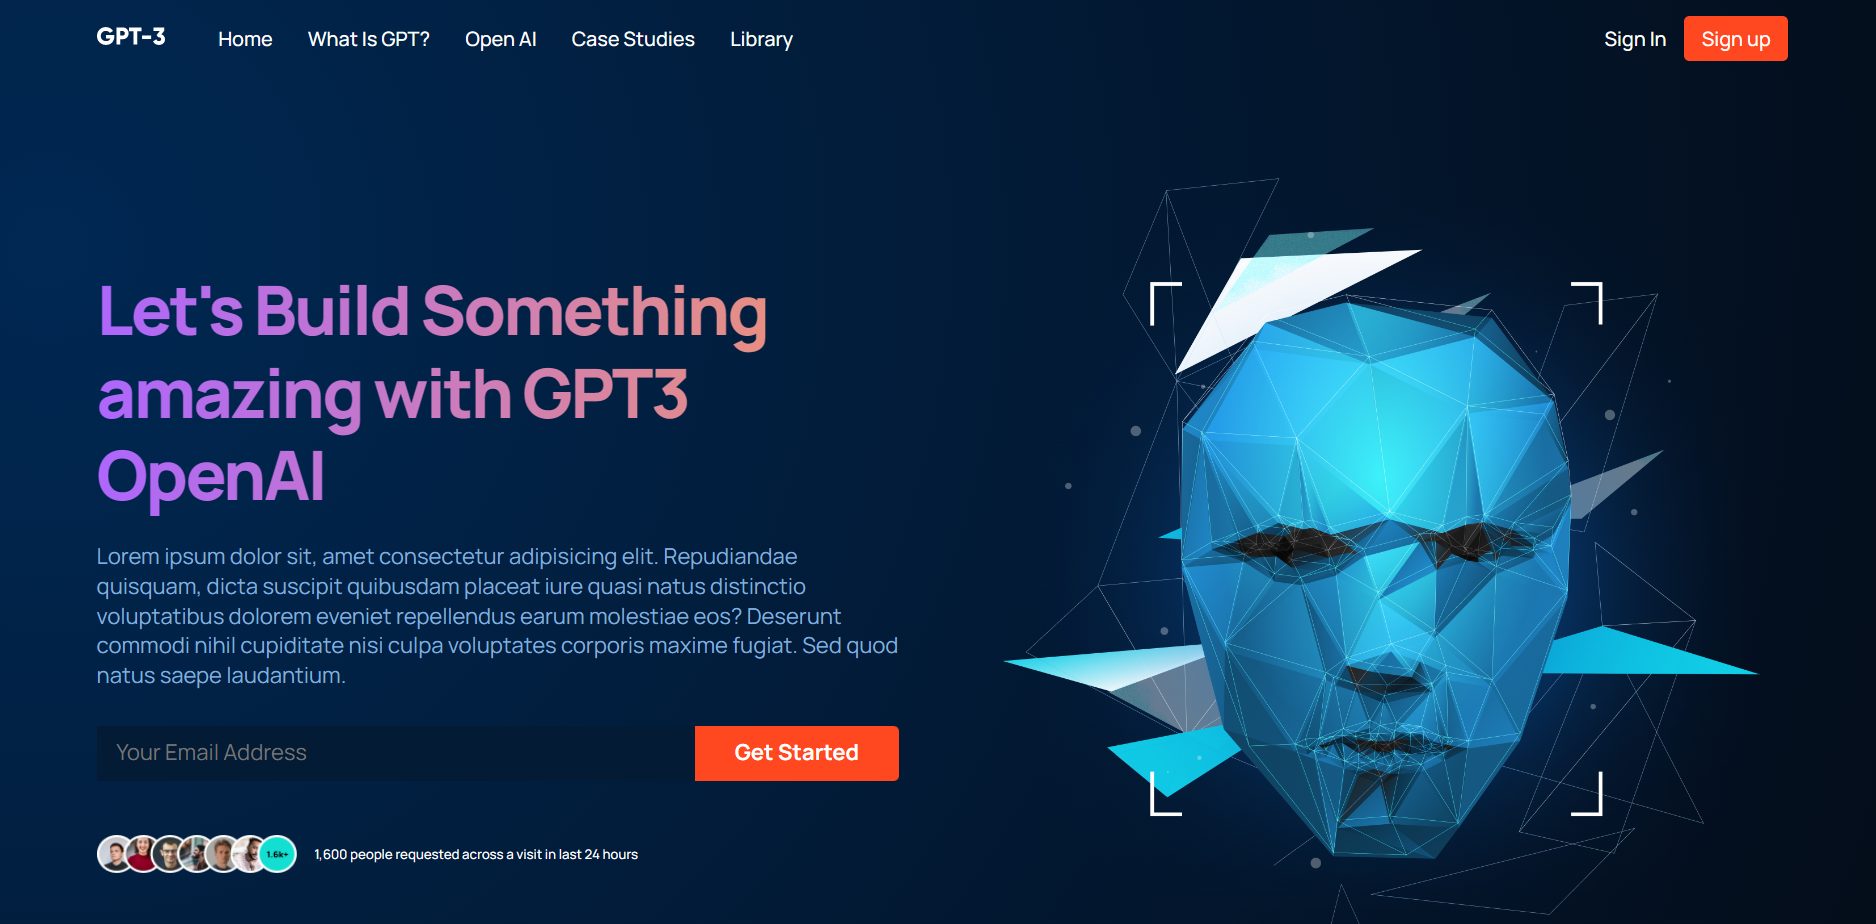 GPT-3 Home What Is GPT? Open AI Case Studies Library Sign In Sign up
Let's Build Something
amazing with GPT3
OpenAI
Lorem ipsum dolor sit, amet consectetur adipisicing elit. Repudiandae
quisquam, dicta suscipit quibusdam placeat iure quasi natus distinctio
voluptatibus dolorem eveniet repellendus earum molestiae eos? Deserunt
commodi nihil cupiditate nisi culpa voluptates corporis maxime fugiat. Sed quod
natus saepe laudantium.
Your Email Address Get Started
1.6k+ 1,600 people requested across a visit in last 24 hours